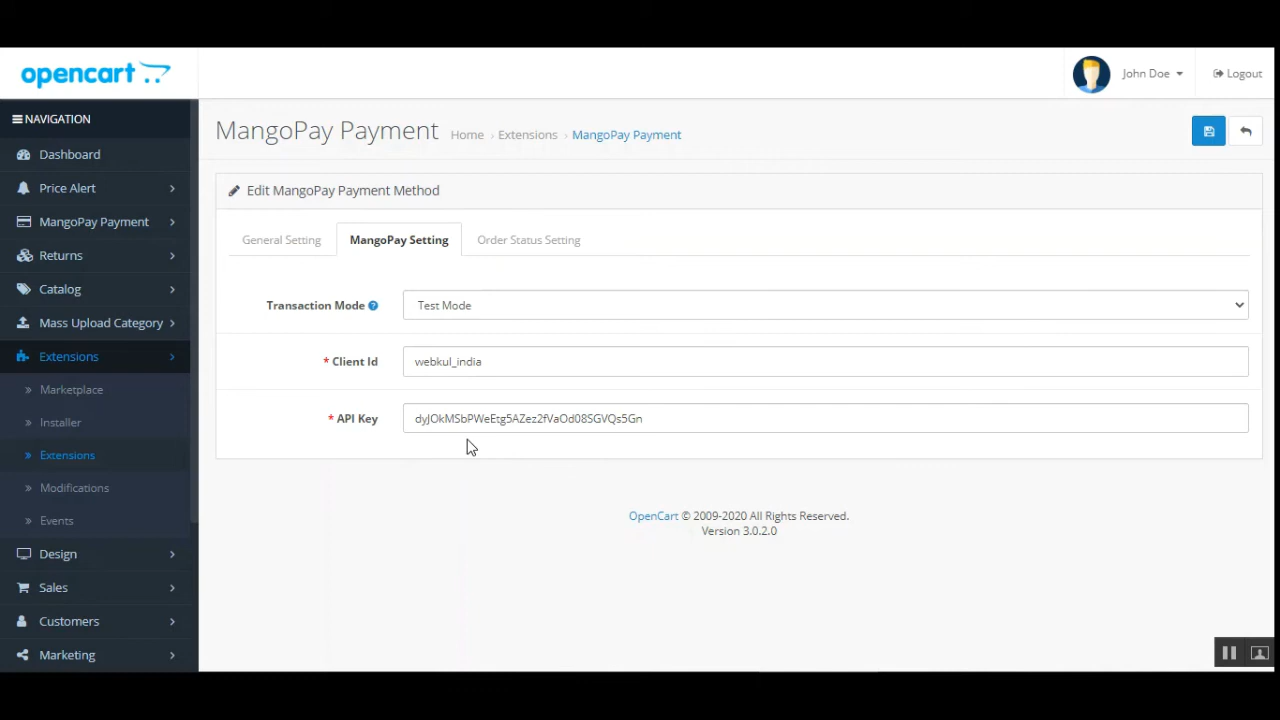 opencart
John Doe
Logout
NAVIGATION
MangoPay Payment
Home › Extensions › MangoPay Payment
Dashboard
Price Alert
MangoPay Payment
Returns
Catalog
Mass Upload Category
Extensions
» Marketplace
» Installer
» Extensions
» Modifications
» Events
Design
Sales
Customers
Marketing
Edit MangoPay Payment Method
General Setting
MangoPay Setting
Order Status Setting
Transaction Mode
Test Mode
* Client Id
webkul_india
* API Key
dyJOkMSbPWeEtg5AZez2fVaOd08SGVQs5Gn
OpenCart © 2009-2020 All Rights Reserved.
Version 3.0.2.0